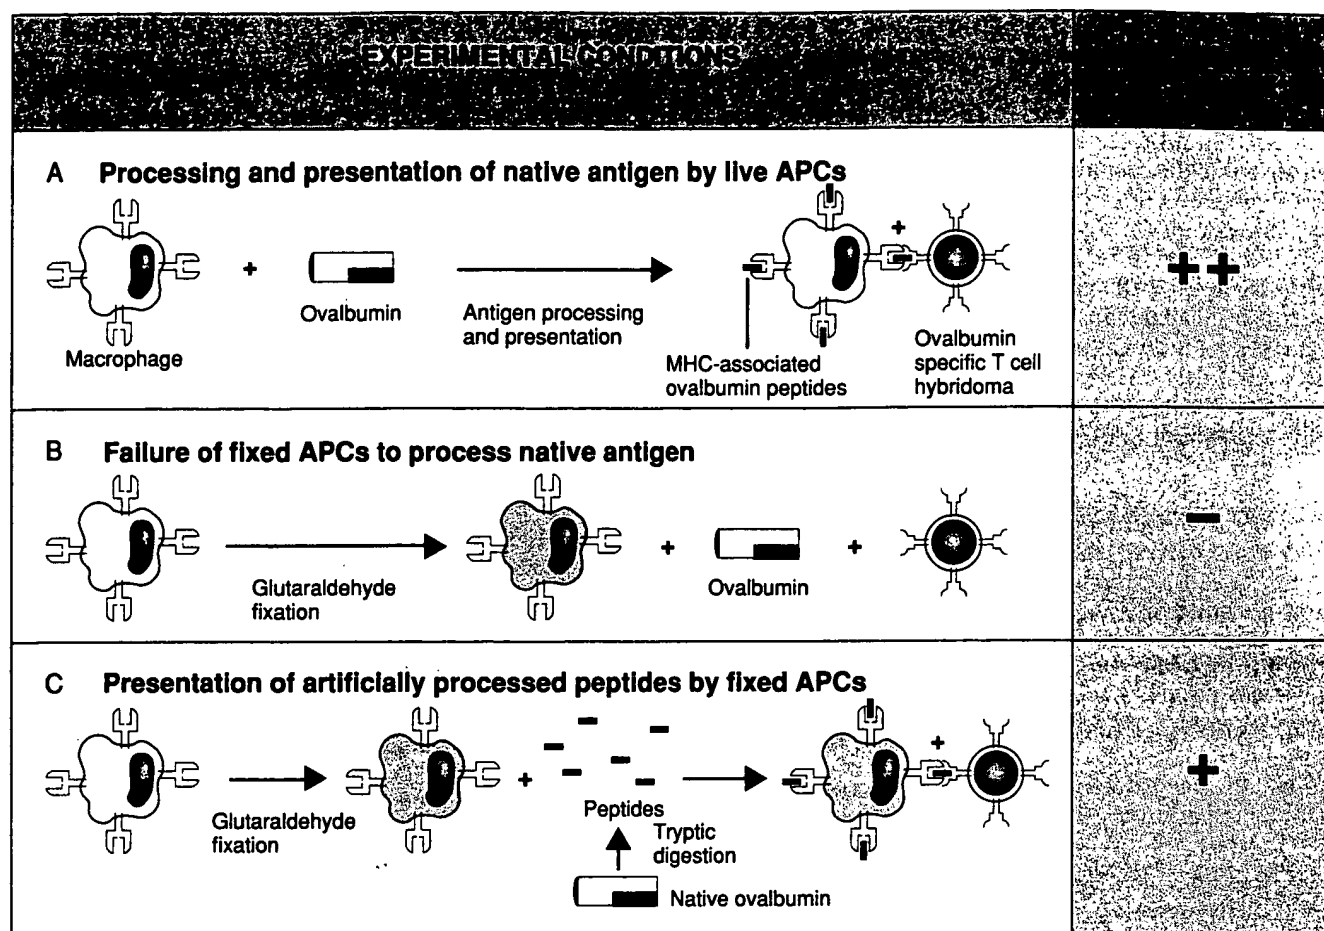 EXPERIMENTAL CONDITIONS
A Processing and presentation of native antigen by live APCs
+
+
Ovalbumin
Antigen processing
and presentation
Macrophage
MHC-associated
ovalbumin peptides
Ovalbumin
specific T cell
hybridoma
++
B Failure of fixed APCs to process native antigen
Glutaraldehyde
fixation
+
Ovalbumin
+
−
C Presentation of artificially processed peptides by fixed APCs
Glutaraldehyde
fixation
+
Peptides
Tryptic
digestion
Native ovalbumin
+
+